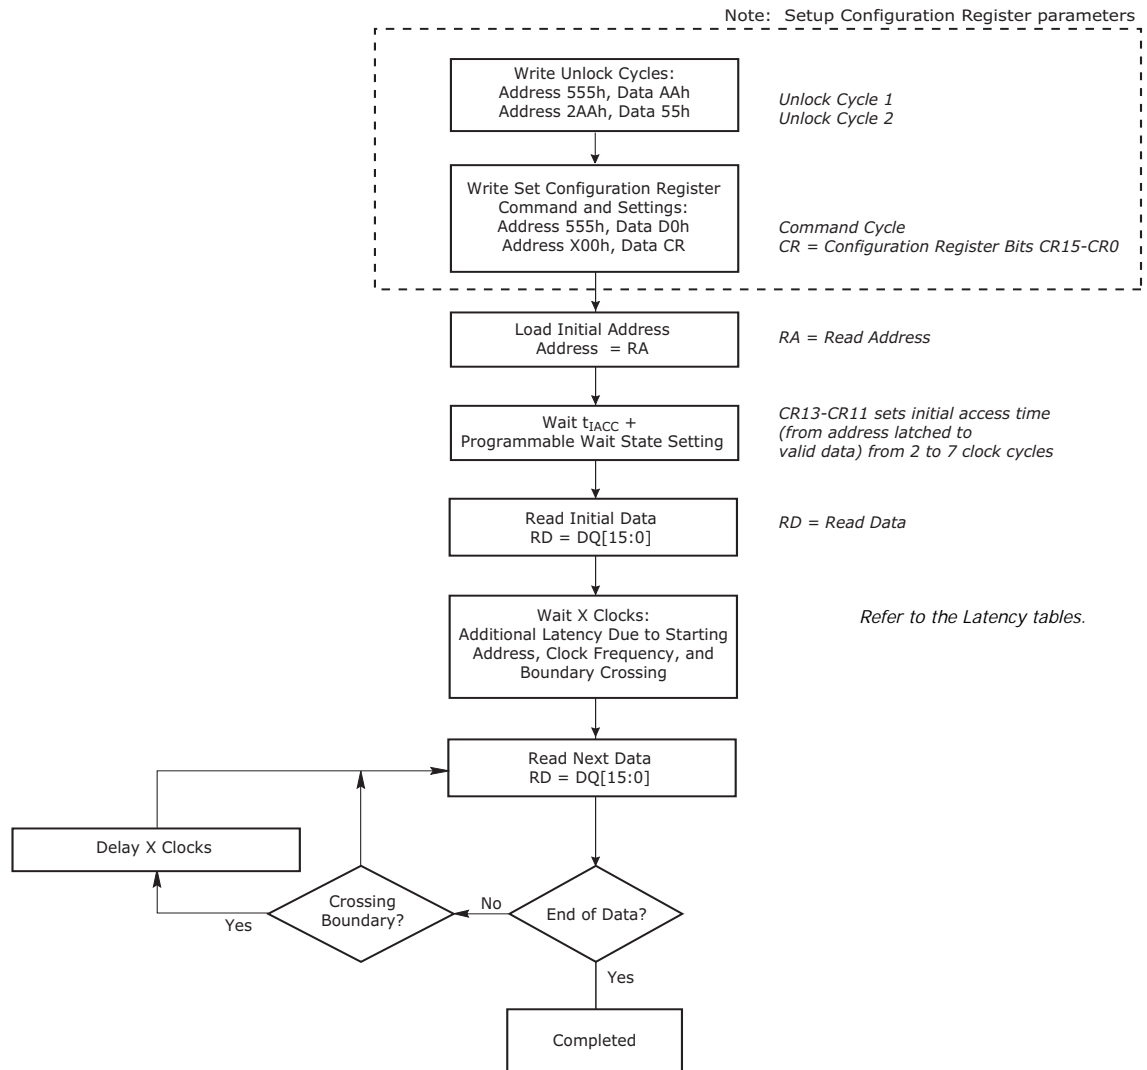 Note: Setup Configuration Register parameters
Write Unlock Cycles:
Address 555h, Data AAh
Address 2AAh, Data 55h
Unlock Cycle 1
Unlock Cycle 2
Write Set Configuration Register
Command and Settings:
Address 555h, Data D0h
Address X00h, Data CR
Command Cycle
CR = Configuration Register Bits CR15-CR0
Load Initial Address
Address = RA
RA = Read Address
Wait tIACC +
Programmable Wait State Setting
CR13-CR11 sets initial access time
(from address latched to
valid data) from 2 to 7 clock cycles
Read Initial Data
RD = DQ[15:0]
RD = Read Data
Wait X Clocks:
Additional Latency Due to Starting
Address, Clock Frequency, and
Boundary Crossing
Refer to the Latency tables.
Read Next Data
RD = DQ[15:0]
Delay X Clocks
Crossing
Boundary?
Yes
No
End of Data?
Yes
Completed